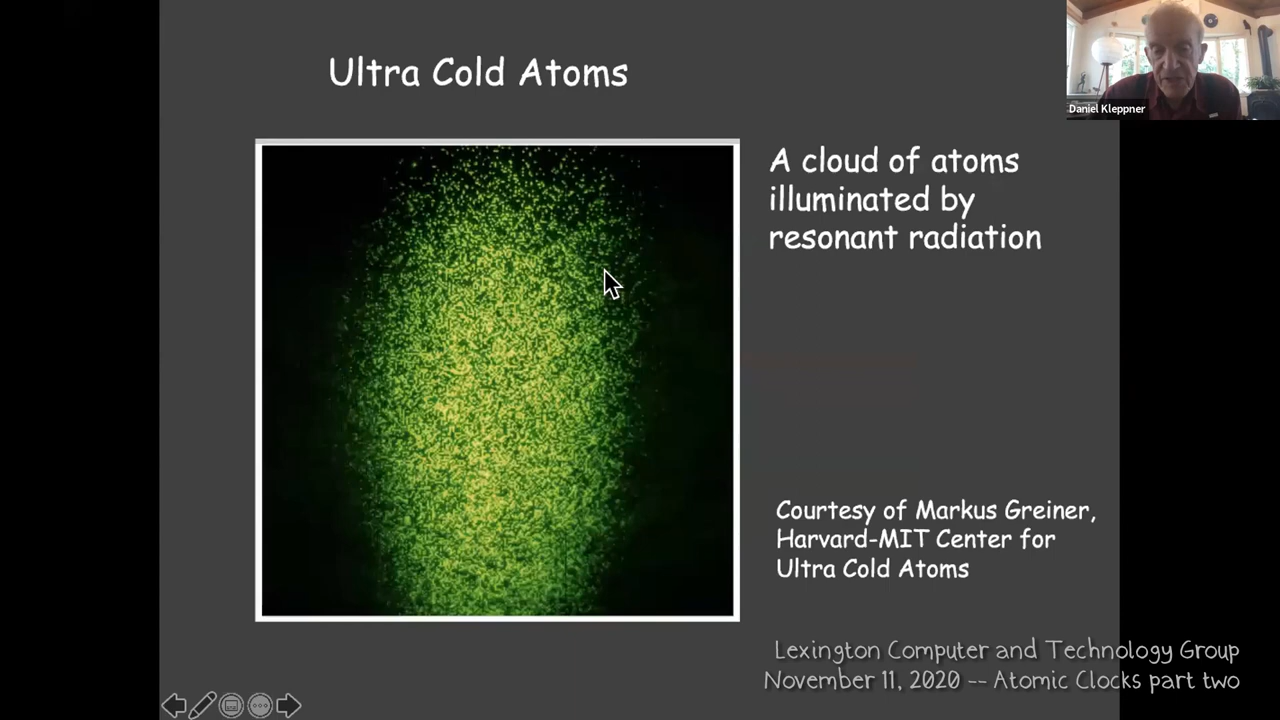 Ultra Cold Atoms
Daniel Kleppner
A cloud of atoms
illuminated by
resonant radiation
Courtesy of Markus Greiner,
Harvard-MIT Center for
Ultra Cold Atoms
Lexington Computer and Technology Group
November 11, 2020 -- Atomic Clocks part two